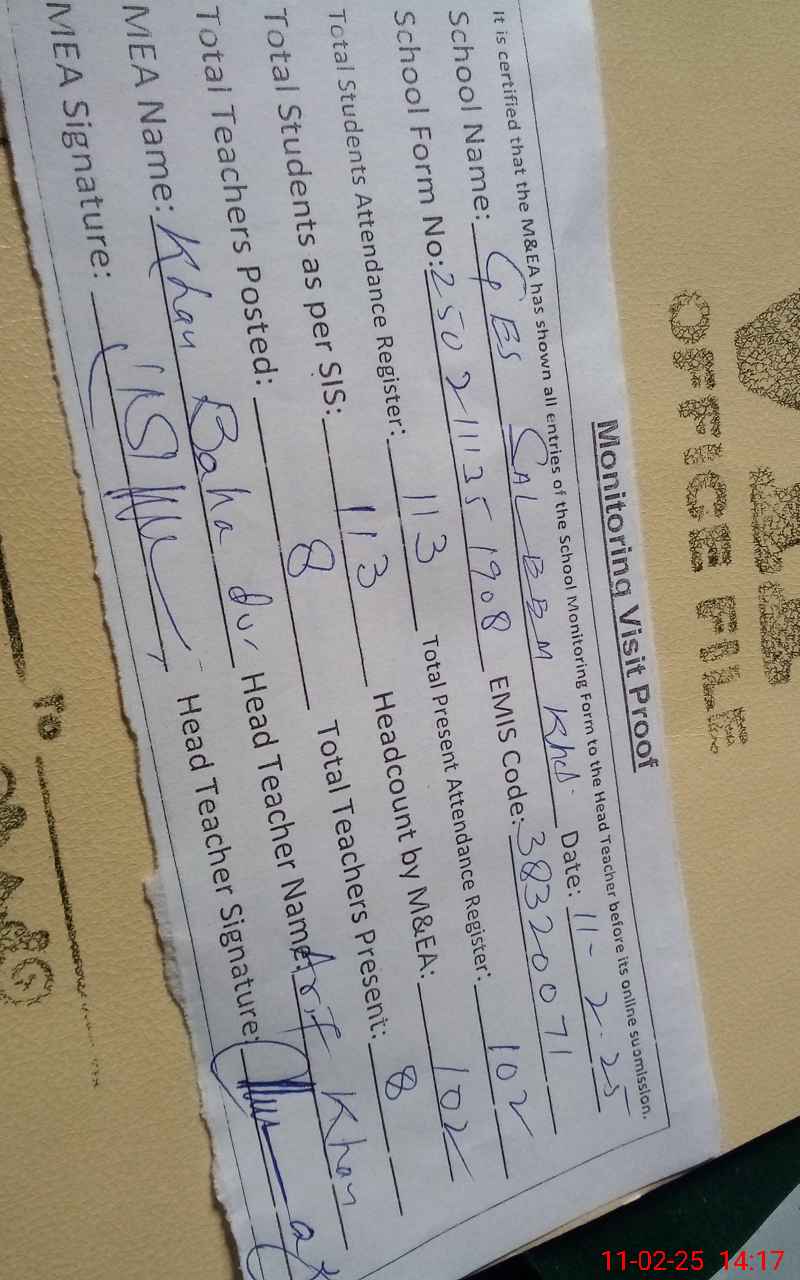 Monitoring Visit Proof
It is certified that the M&EA has shown all entries of the School Monitoring Form to the Head Teacher before its online submission.
School Name: GES SAL BBM Khel Date: 11-2-25
School Form No: 250211135 1908 EMIS Code: 38320071
Total Students Attendance Register: 113 Total Present Attendance Register: 102
Total Students as per SIS: 113 Headcount by M&EA: 102
Total Teachers Posted: 8 Total Teachers Present: 8
MEA Name: Khan Bahadur Head Teacher Name: Arif Khan
MEA Signature: Head Teacher Signature:
OFFICE FILE
TO
11-02-25 14:17